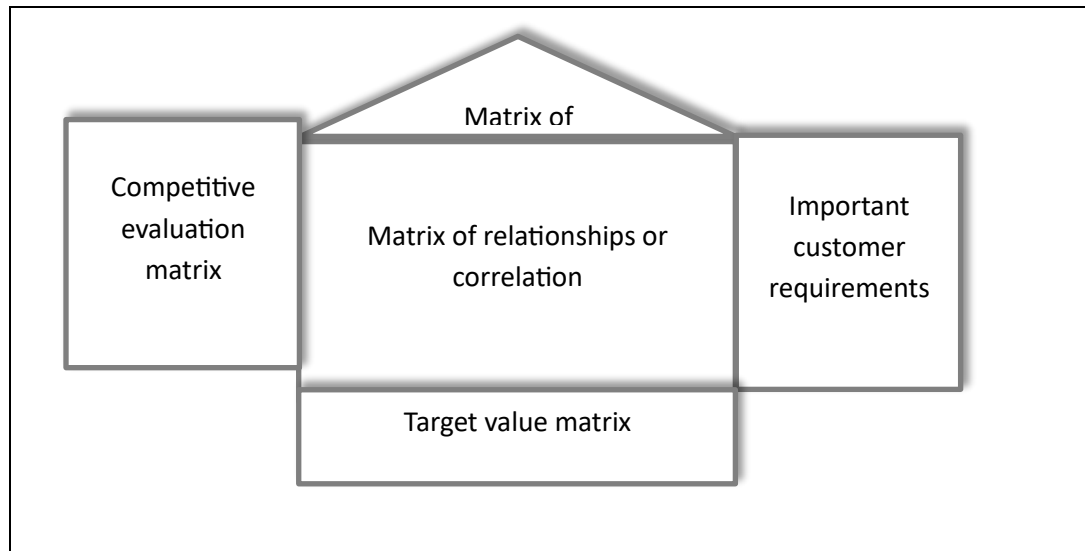 Matrix of
Competitive
evaluation
matrix
Matrix of relationships or
correlation
Important
customer
requirements
Target value matrix